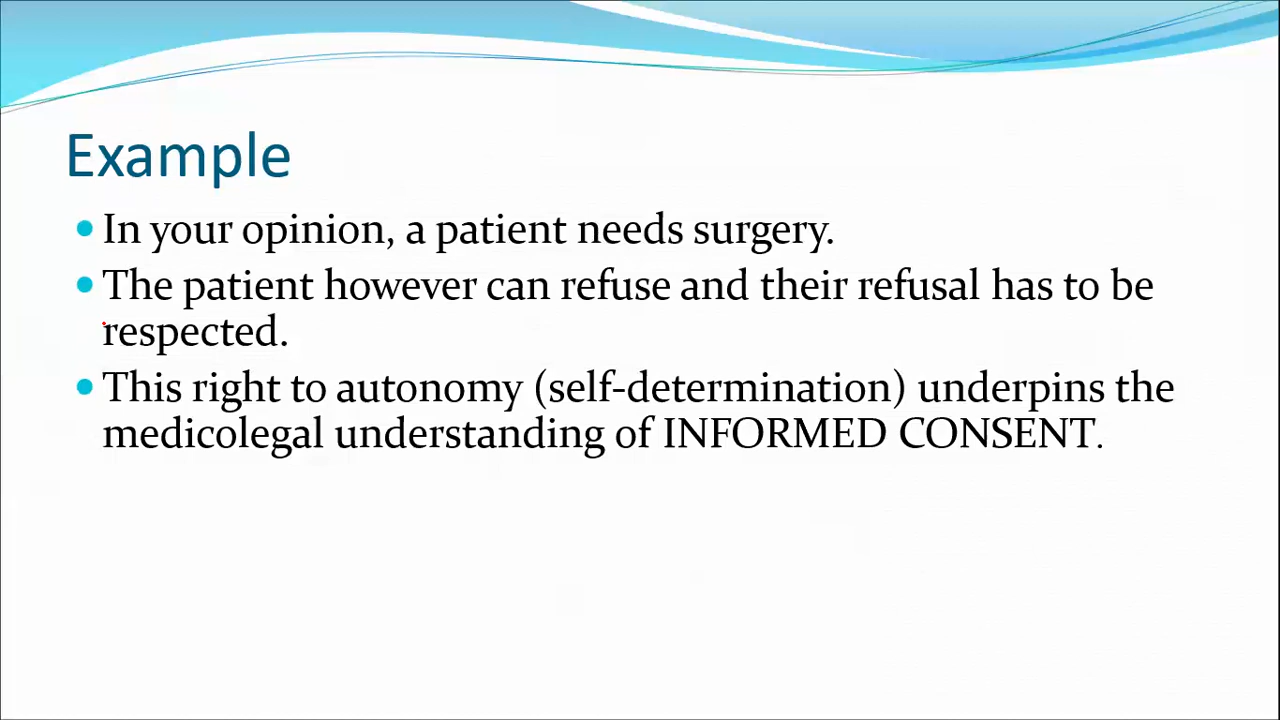 Example
In your opinion, a patient needs surgery.
The patient however can refuse and their refusal has to be
respected.
This right to autonomy (self-determination) underpins the
medicolegal understanding of INFORMED CONSENT.